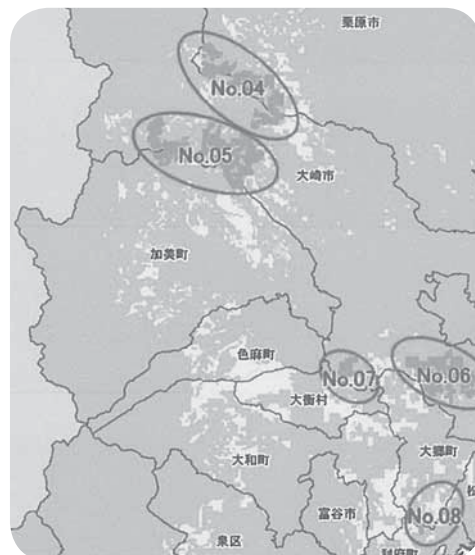 栗原市
No.04
No.05
大崎市
加美町
色麻町
No.07
No.06
大衡村
大郷町
大和町
富谷市
No.08
泉区